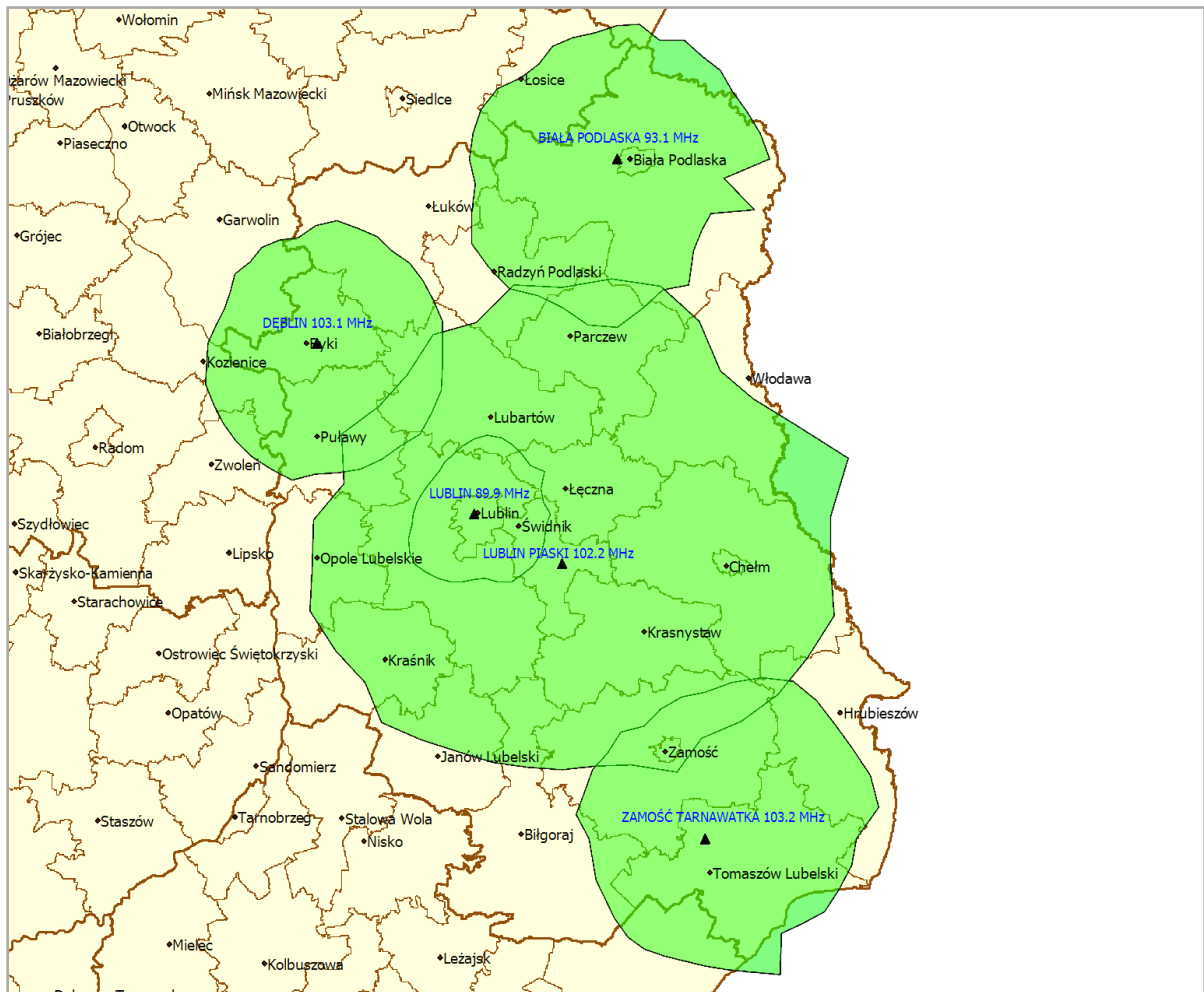 Wołomin
Mińsk Mazowiecki
Siedlce
Łosice
Otwock
Piaseczno
BIAŁA PODLASKA 93.1 MHz
Biała Podlaska
Łuków
Garwolin
Grójec
Radzyń Podlaski
DĘBLIN 103.1 MHz
Białobrzegi
Kozienice
Parczew
Włodawa
Lubartów
Puławy
Radom
Zwoleń
LUBLIN 89.9 MHz
Łęczna
Lublin
Świdnik
Szydłowiec
Lipsko
Opole Lubelskie
LUBLIN PIASKI 102.2 MHz
Chełm
Skarżysko-Kamienna
Starachowice
Krasnystaw
Ostrowiec Świętokrzyski
Kraśnik
Opatów
Hrubieszów
Zamość
Janów Lubelski
Sandomierz
Staszów
Tarnobrzeg
Stalowa Wola
Nisko
Biłgoraj
ZAMOŚĆ TARNAWATKA 103.2 MHz
Tomaszów Lubelski
Mielec
Kolbuszowa
Leżajsk